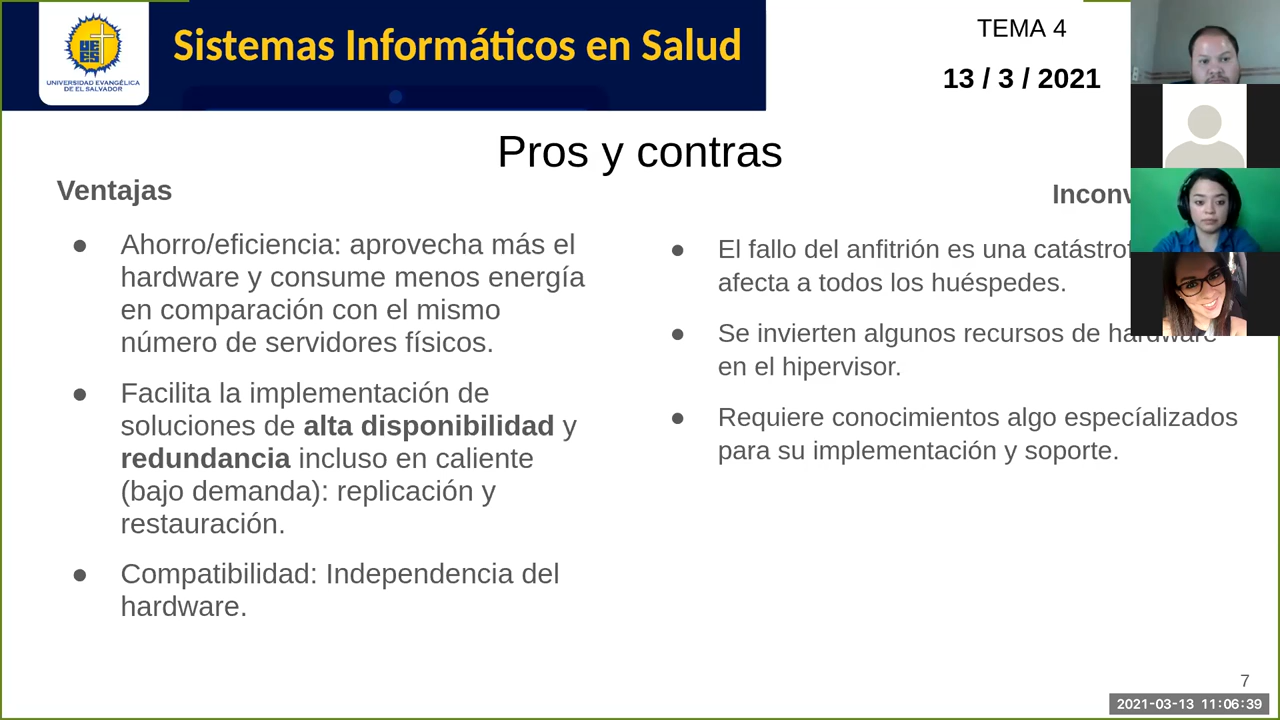 Sistemas Informáticos en Salud
UNIVERSIDAD EVANGÉLICA
DE EL SALVADOR
TEMA 4
13 / 3 / 2021
Pros y contras
Ventajas
● Ahorro/eficiencia: aprovecha más el
hardware y consume menos energía
en comparación con el mismo
número de servidores físicos.
● Facilita la implementación de
soluciones de alta disponibilidad y
redundancia incluso en caliente
(bajo demanda): replicación y
restauración.
● Compatibilidad: Independencia del
hardware.
● El fallo del anfitrión es una
afecta a todos los huéspedes.
● Se invierten algunos recursos de hardware
en el hipervisor.
● Requiere conocimientos algo especíalizados
para su implementación y soporte.
7
2021-03-13 11:06:39